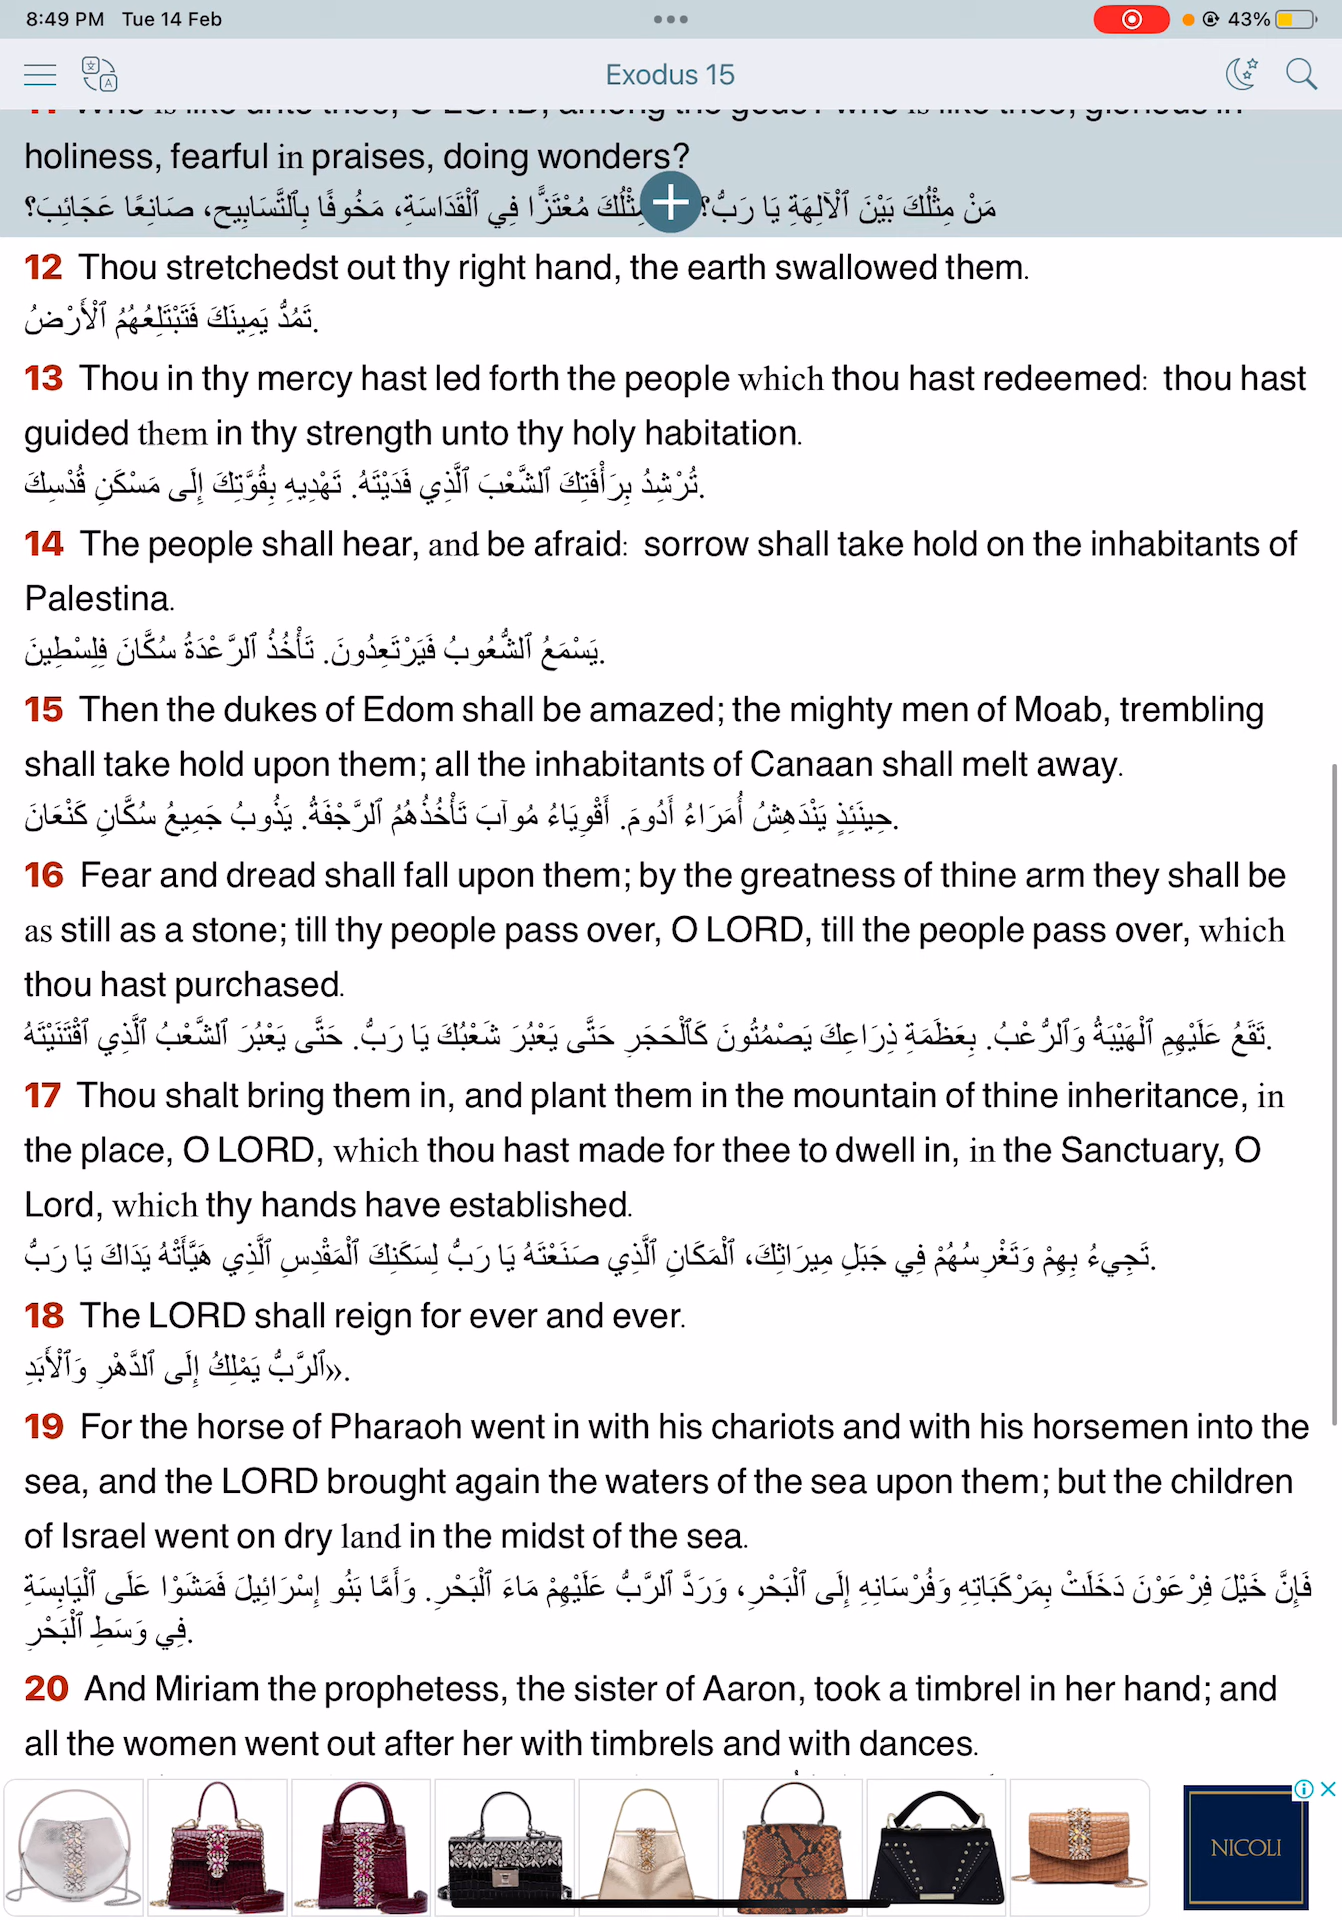 8:49 PM Tue 14 Feb
43%
Exodus 15
11 Who is like unto thee, O LORD, among the gods? who is like thee, glorious in
holiness, fearful in praises, doing wonders?
مَنْ مِثْلُكَ بَيْنَ ٱلْآلِهَةِ يَا رَبُّ؟ مِثْلُكَ مُعْتَزًّا فِي ٱلْقَدَاسَةِ، مَخُوفًا بِٱلتَّسَابِيحِ، صَانِعًا عَجَائِبَ؟
12 Thou stretchedst out thy right hand, the earth swallowed them.
تَمُدُّ يَمِينَكَ فَتَبْتَلِعُهُمُ ٱلْأَرْضُ.
13 Thou in thy mercy hast led forth the people which thou hast redeemed: thou hast
guided them in thy strength unto thy holy habitation.
تُرْشِدُ بِرَأْفَتِكَ ٱلشَّعْبَ ٱلَّذِي فَدَيْتَهُ. تَهْدِيهِ بِقُوَّتِكَ إِلَى مَسْكَنِ قُدْسِكَ.
14 The people shall hear, and be afraid: sorrow shall take hold on the inhabitants of
Palestina.
يَسْمَعُ ٱلشُّعُوبُ فَيَرْتَعِدُونَ. تَأْخُذُ ٱلرَّعْدَةُ سُكَّانَ فِلِسْطِينَ.
15 Then the dukes of Edom shall be amazed; the mighty men of Moab, trembling
shall take hold upon them; all the inhabitants of Canaan shall melt away.
حِينَئِذٍ يَنْدَهِشُ أُمَرَاءُ أَدُومَ. أَقْوِيَاءُ مُوآبَ تَأْخُذُهُمُ ٱلرَّجْفَةُ. يَذُوبُ جَمِيعُ سُكَّانِ كَنْعَانَ.
16 Fear and dread shall fall upon them; by the greatness of thine arm they shall be
as still as a stone; till thy people pass over, O LORD, till the people pass over, which
thou hast purchased.
تَقَعُ عَلَيْهِمِ ٱلْهَيْبَةُ وَٱلرُّعْبُ. بِعَظَمَةِ ذِرَاعِكَ يَصْمُتُونَ كَٱلْحَجَرِ حَتَّى يَعْبُرَ شَعْبُكَ يَا رَبُّ. حَتَّى يَعْبُرَ ٱلشَّعْبُ ٱلَّذِي ٱقْتَنَيْتَهُ.
17 Thou shalt bring them in, and plant them in the mountain of thine inheritance, in
the place, O LORD, which thou hast made for thee to dwell in, in the Sanctuary, O
Lord, which thy hands have established.
تَجِيءُ بِهِمْ وَتَغْرِسُهُمْ فِي جَبَلِ مِيرَاثِكَ، ٱلْمَكَانِ ٱلَّذِي صَنَعْتَهُ يَا رَبُّ لِسَكَنِكَ ٱلْمَقْدِسِ ٱلَّذِي هَيَّأَتْهُ يَدَاكَ يَا رَبُّ.
18 The LORD shall reign for ever and ever.
ٱلرَّبُّ يَمْلِكُ إِلَى ٱلدَّهْرِ وَٱلْأَبَدِ».
19 For the horse of Pharaoh went in with his chariots and with his horsemen into the
sea, and the LORD brought again the waters of the sea upon them; but the children
of Israel went on dry land in the midst of the sea.
فَإِنَّ خَيْلَ فِرْعَوْنَ دَخَلَتْ بِمَرْكَبَاتِهِ وَفُرْسَانِهِ إِلَى ٱلْبَحْرِ، وَرَدَّ ٱلرَّبُّ عَلَيْهِمْ مَاءَ ٱلْبَحْرِ. وَأَمَّا بَنُو إِسْرَائِيلَ فَمَشَوْا عَلَى ٱلْيَابِسَةِ
فِي وَسَطِ ٱلْبَحْرِ.
20 And Miriam the prophetess, the sister of Aaron, took a timbrel in her hand; and
all the women went out after her with timbrels and with dances.
NICOLI